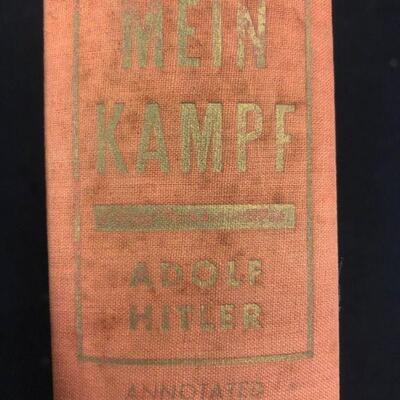 MEIN
KAMPF
ADOLF
HITLER
ANNOTATED